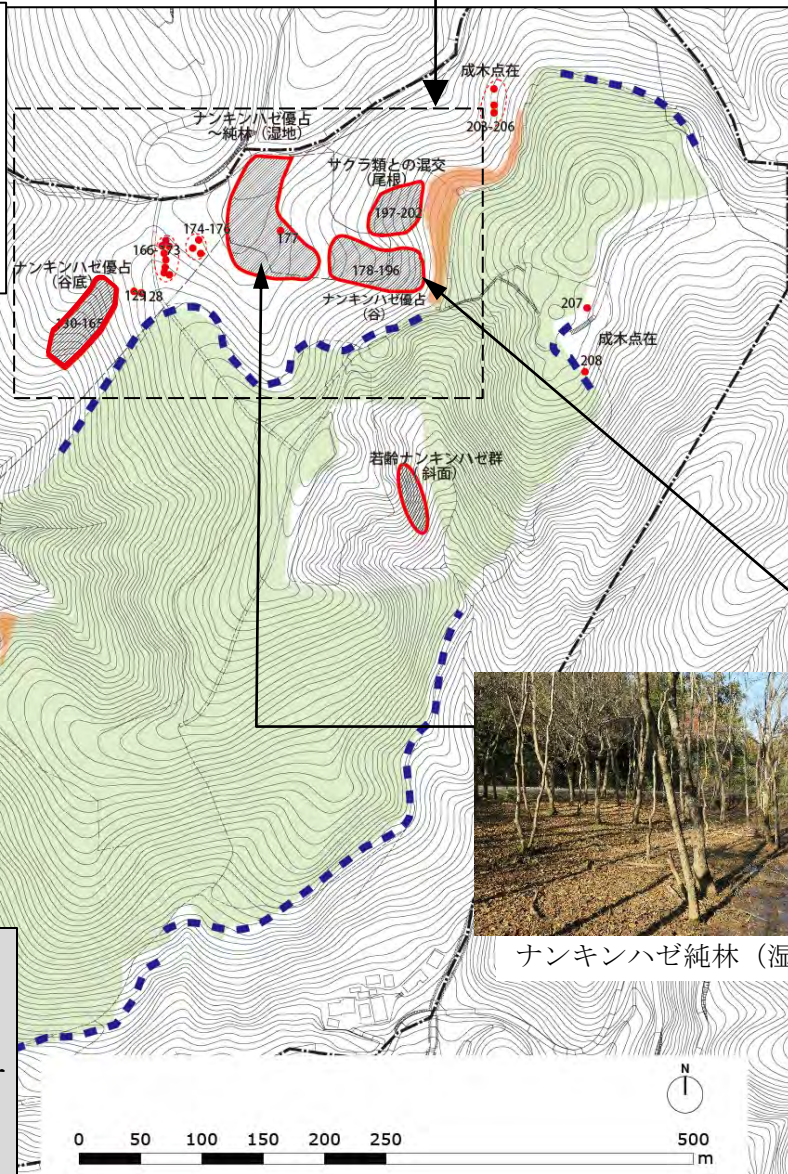 成木点在
203-206
ナンキンハゼ優占
～純林（湿地）
サクラ類との混交
（尾根）
197-202
174-176
177
166-173
178-196
ナンキンハゼ優占
（谷）
ナンキンハゼ優占
（谷底）
129128
130-165
207
成木点在
208
若齢ナンキンハゼ群
（斜面）
ナンキンハゼ純林（湿
N
0 50 100 150 200 250 500
m